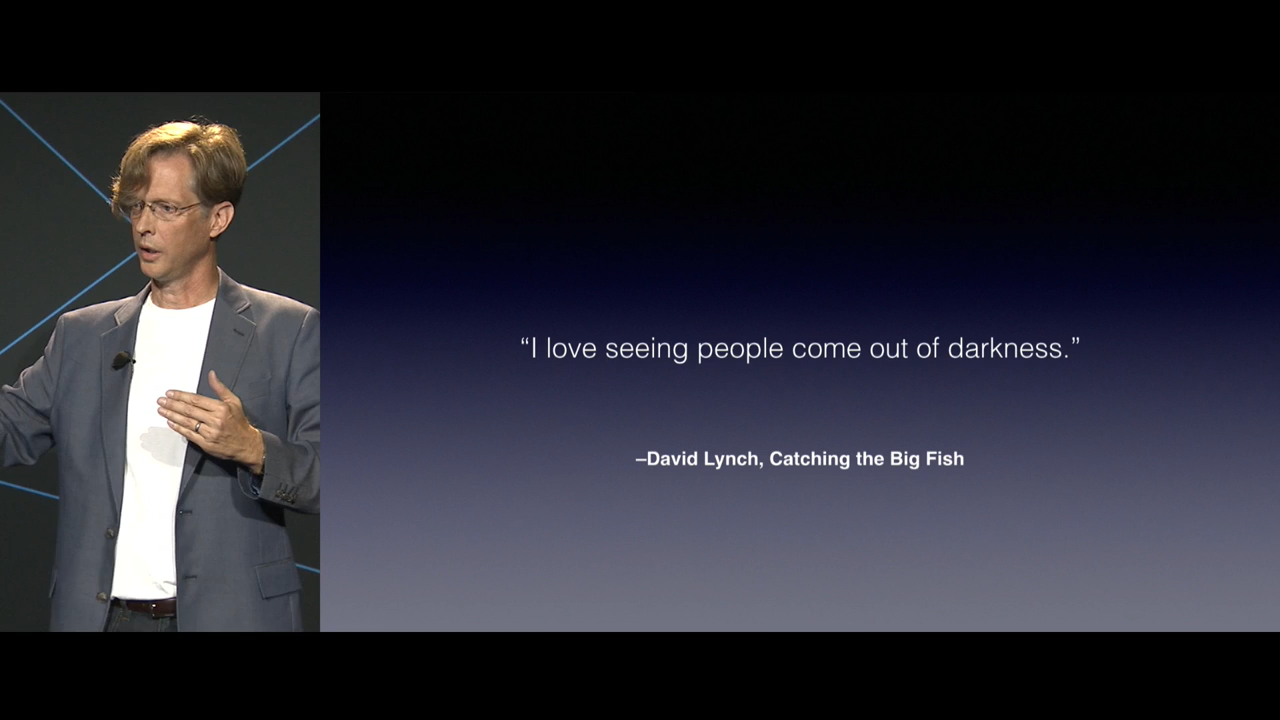 “I love seeing people come out of darkness.”
–David Lynch, Catching the Big Fish